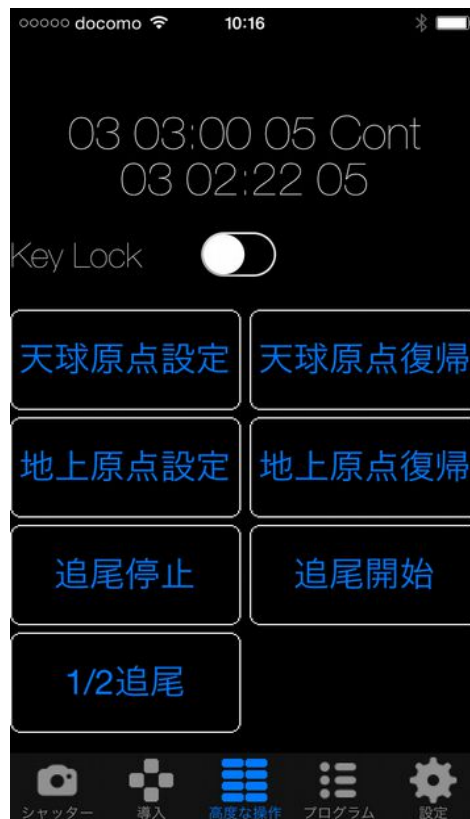 docomo 10:16
03 03:00 05 Cont
03 02:22 05
Key Lock
天球原点設定 天球原点復帰
地上原点設定 地上原点復帰
追尾停止 追尾開始
1/2追尾
シャッター 導入 高度な操作 プログラム 設定